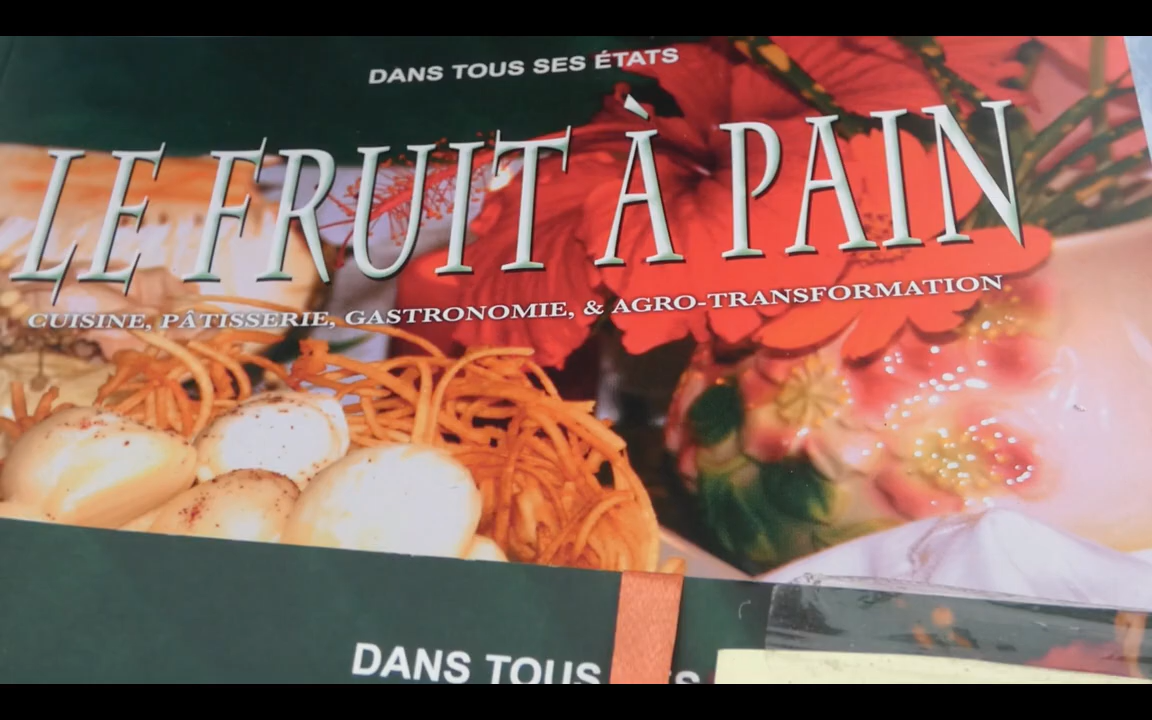 DANS TOUS SES ÉTATS
LE FRUIT À PAIN
CUISINE, PÂTISSERIE, GASTRONOMIE, & AGRO-TRANSFORMATION
DANS TOUS